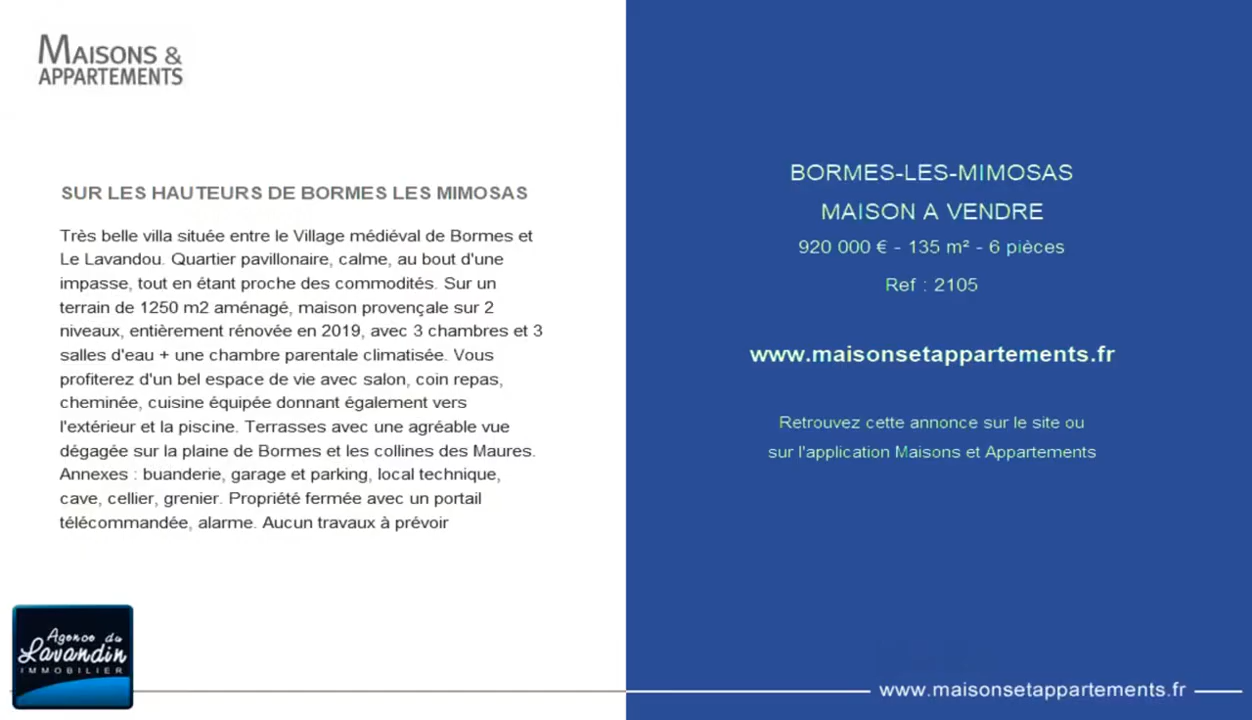 MAISONS &
APPARTEMENTS
SUR LES HAUTEURS DE BORMES LES MIMOSAS
Très belle villa située entre le Village médiéval de Bormes et
Le Lavandou. Quartier pavillonaire, calme, au bout d'une
impasse, tout en étant proche des commodités. Sur un
terrain de 1250 m2 aménagé, maison provençale sur 2
niveaux, entièrement rénovée en 2019, avec 3 chambres et 3
salles d'eau + une chambre parentale climatisée. Vous
profiterez d'un bel espace de vie avec salon, coin repas,
cheminée, cuisine équipée donnant également vers
l'extérieur et la piscine. Terrasses avec une agréable vue
dégagée sur la plaine de Bormes et les collines des Maures.
Annexes : buanderie, garage et parking, local technique,
cave, cellier, grenier. Propriété fermée avec un portail
télécommandée, alarme. Aucun travaux à prévoir
Agence du
Lavandin
IMMOBILIER
BORMES-LES-MIMOSAS
MAISON A VENDRE
920 000 € - 135 m² - 6 pièces
Ref : 2105
www.maisonsetappartements.fr
Retrouvez cette annonce sur le site ou
sur l'application Maisons et Appartements
www.maisonsetappartements.fr